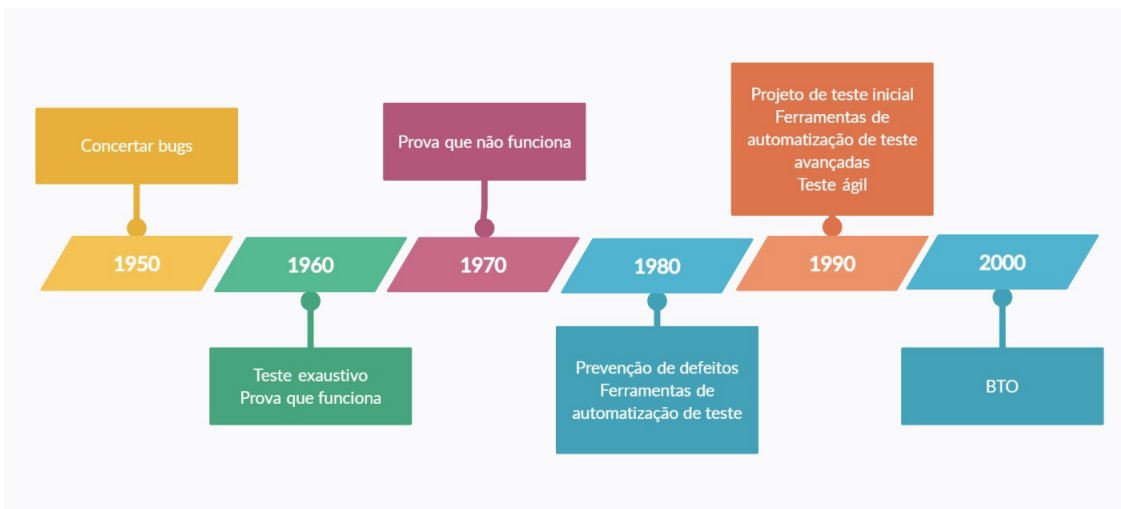 Concertar bugs
1950
Teste exaustivo
Prova que funciona
1960
Prova que não funciona
1970
Prevenção de defeitos
Ferramentas de
automatização de teste
1980
Projeto de teste inicial
Ferramentas de
automatização de teste
avançadas
Teste ágil
1990
2000
BTO